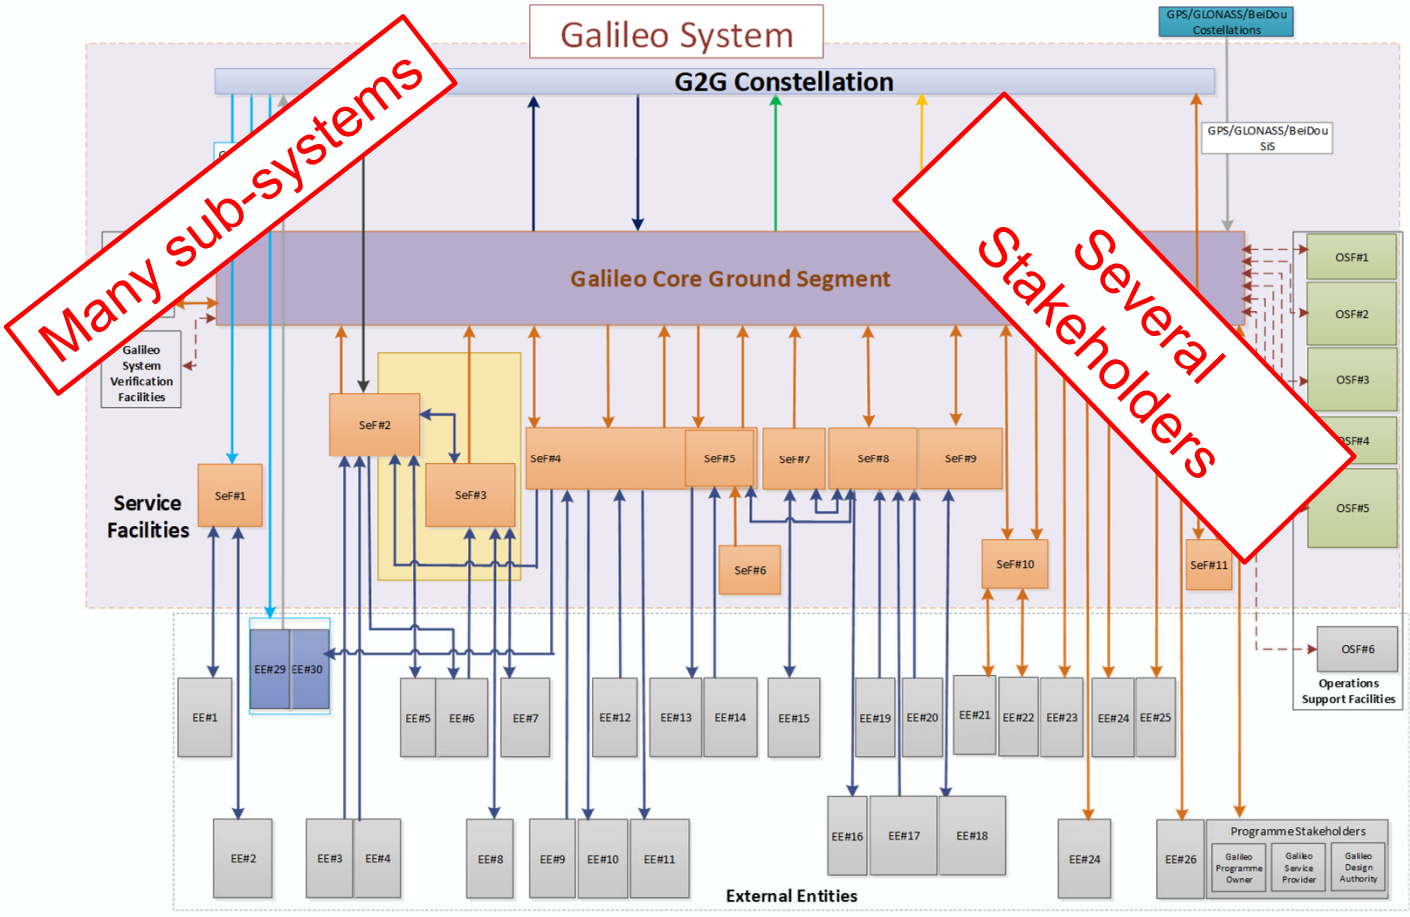 Galileo System
GPS/GLONASS/BeiDou
Costellations
G2G Constellation
GPS/GLONASS/BeiDou
SiS
Many sub-systems
Several
Stakeholders
Galileo Core Ground Segment
Galileo
System
Verification
Facilities
OSF#1
OSF#2
OSF#3
SF#4
OSF#5
OSF#6
Operations
Support Facilities
Service
Facilities
SeF#1
SeF#2
SeF#3
SeF#4
SeF#5
SeF#6
SeF#7
SeF#8
SeF#9
SeF#10
SeF#11
EE#29
EE#30
EE#1
EE#5
EE#6
EE#7
EE#12
EE#13
EE#14
EE#15
EE#19
EE#20
EE#21
EE#22
EE#23
EE#24
EE#25
EE#2
EE#3
EE#4
EE#8
EE#9
EE#10
EE#11
EE#16
EE#17
EE#18
EE#24
EE#26
Programme Stakeholders
Galileo
Programme
Owner
Galileo
Service
Provider
Galileo
Design
Authority
External Entities